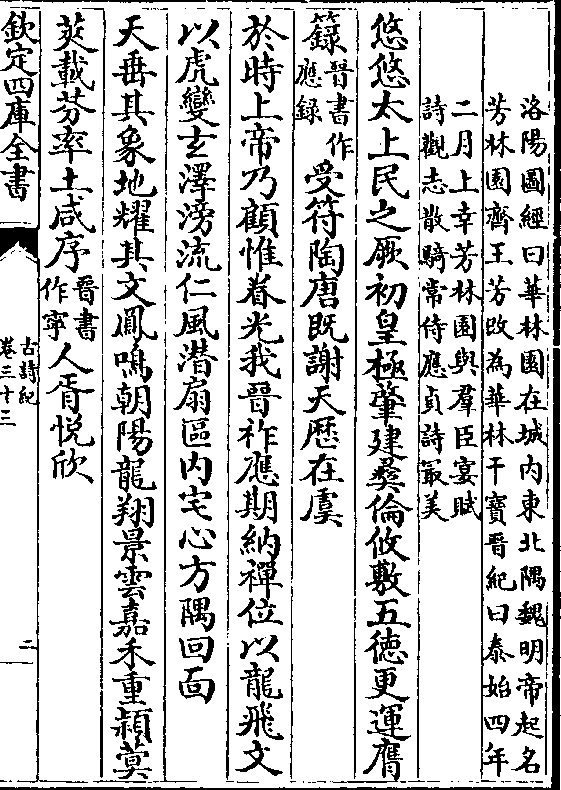 洛陽圖經曰華林園在城内東北隅魏明帝起名
芳林園齊王芳改為華林干寳晉紀曰泰始四年
二月上幸芳林園與羣臣宴賦
詩觀志散騎常侍應貞詩最美
悠悠太上民之厥初皇極肇建彛倫攸敷五徳更運膺
籙晉書作應録受符陶唐既謝天厯在虞
於時上帝乃顧惟眷光我晉祚應期納禪位以龍飛文
以虎變玄澤滂流仁風潛扇區内宅心方隅回面
天垂其象地耀其文鳳鳴朝陽龍翔景雲嘉禾重穎蓂
莢載芬率土咸序晉書作寧人胥悦欣
欽定四庫全書
古詩紀
卷三十三
二